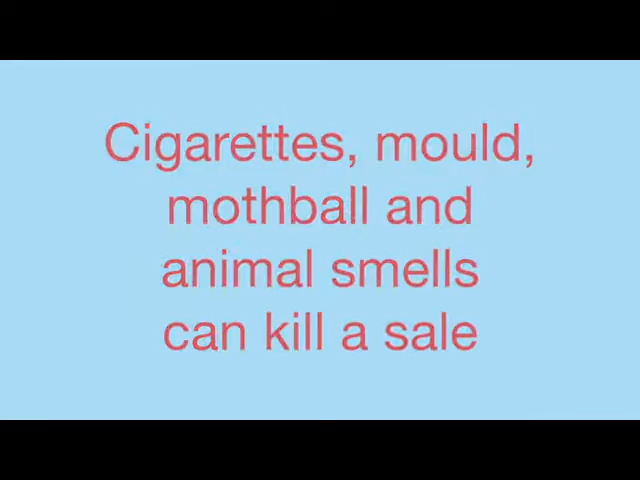 Cigarettes, mould,
mothball and
animal smells
can kill a sale